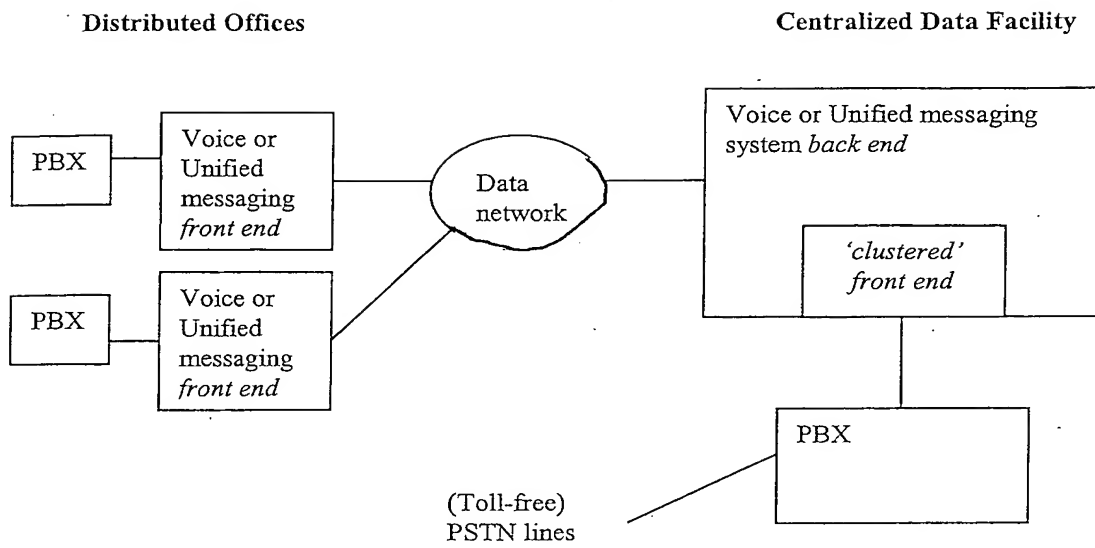 Distributed Offices
Centralized Data Facility
PBX
Voice or
Unified
messaging
front end
PBX
Voice or
Unified
messaging
front end
Data
network
Voice or Unified messaging
system back end
'clustered'
front end
PBX
(Toll-free)
PSTN lines